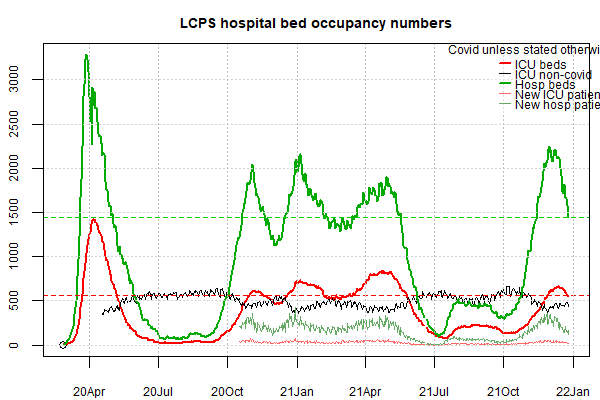 LCPS hospital bed occupancy numbers
Covid unless stated otherwi
ICU beds
ICU non-covid
Hosp beds
New ICU patien
New hosp patie
3000
2500
2000
1500
1000
500
0
20Apr 20Jul 20Oct 21Jan 21Apr 21Jul 21Oct 22Jan